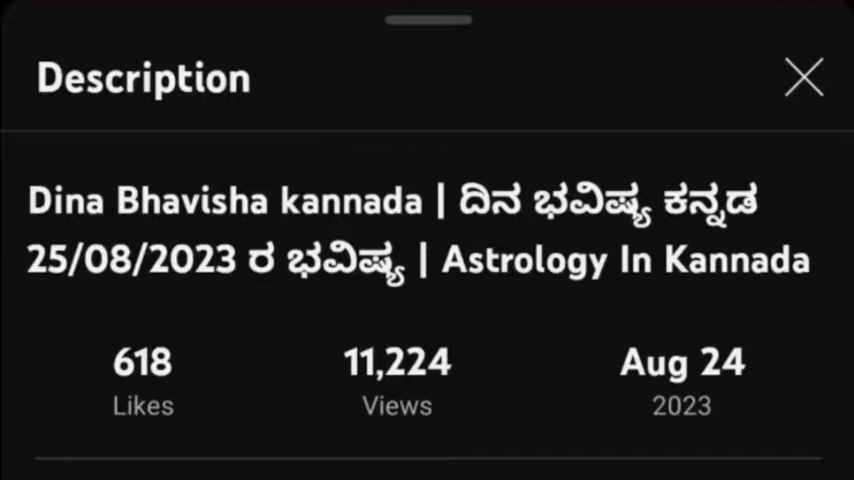 Description
Dina Bhavisha kannada | ದಿನ ಭವಿಷ್ಯ ಕನ್ನಡ
25/08/2023 ರ ಭವಿಷ್ಯ | Astrology In Kannada
618 11,224 Aug 24
Likes Views 2023